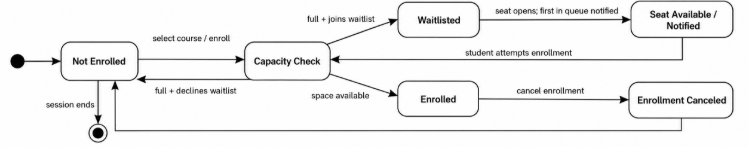 full + joins waitlist
Waitlisted
seat opens; first in queue notified
Seat Available /
Notified
select course / enroll
student attempts enrollment
Not Enrolled
Capacity Check
full + declines waitlist
space available
session ends
Enrolled
cancel enrollment
Enrollment Canceled